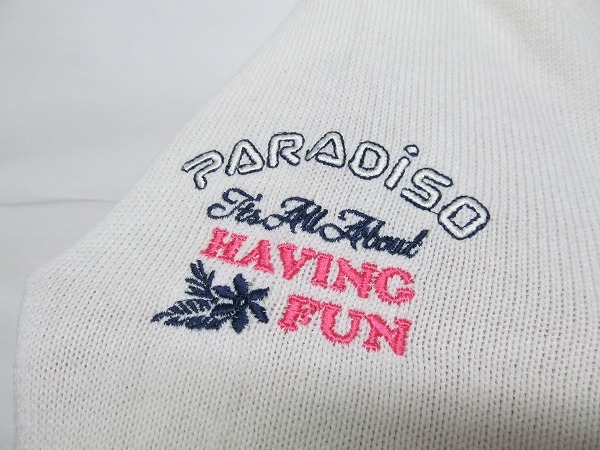 PARADiSO
It's All About
HAVING
FUN